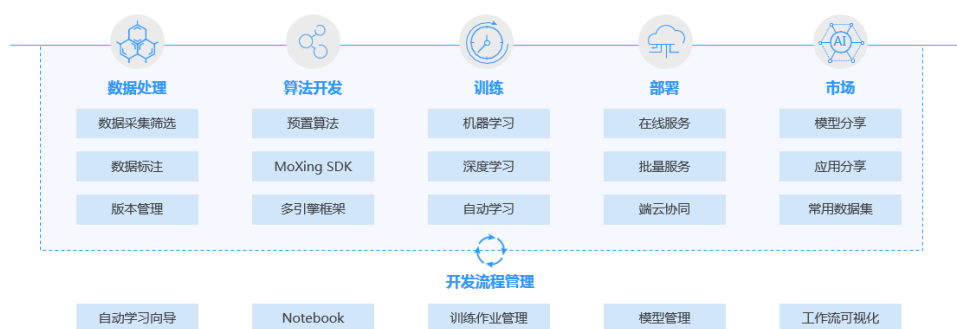 AI
数据处理 算法开发 训练 部署 市场
数据采集筛选 预置算法 机器学习 在线服务 模型分享
数据标注 MoXing SDK 深度学习 批量服务 应用分享
版本管理 多引擎框架 自动学习 端云协同 常用数据集
开发流程管理
自动学习向导 Notebook 训练作业管理 模型管理 工作流可视化